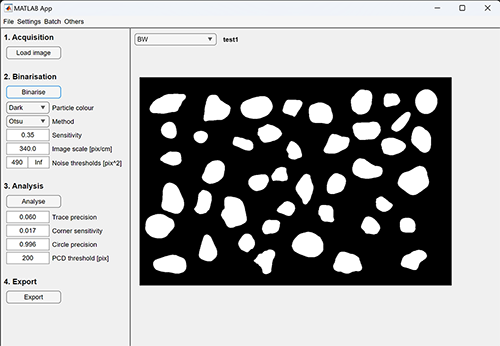 MATLAB App
File Settings Batch Others
1. Acquisition
Load image
2. Binarisation
Binarise
Dark Particle colour
Otsu Method
0.35 Sensitivity
340.0 Image scale [pix/cm]
490 Inf Noise thresholds [pix^2]
3. Analysis
Analyse
0.060 Trace precision
0.017 Corner sensitivity
0.996 Circle precision
200 PCD threshold [pix]
4. Export
Export
BW test1